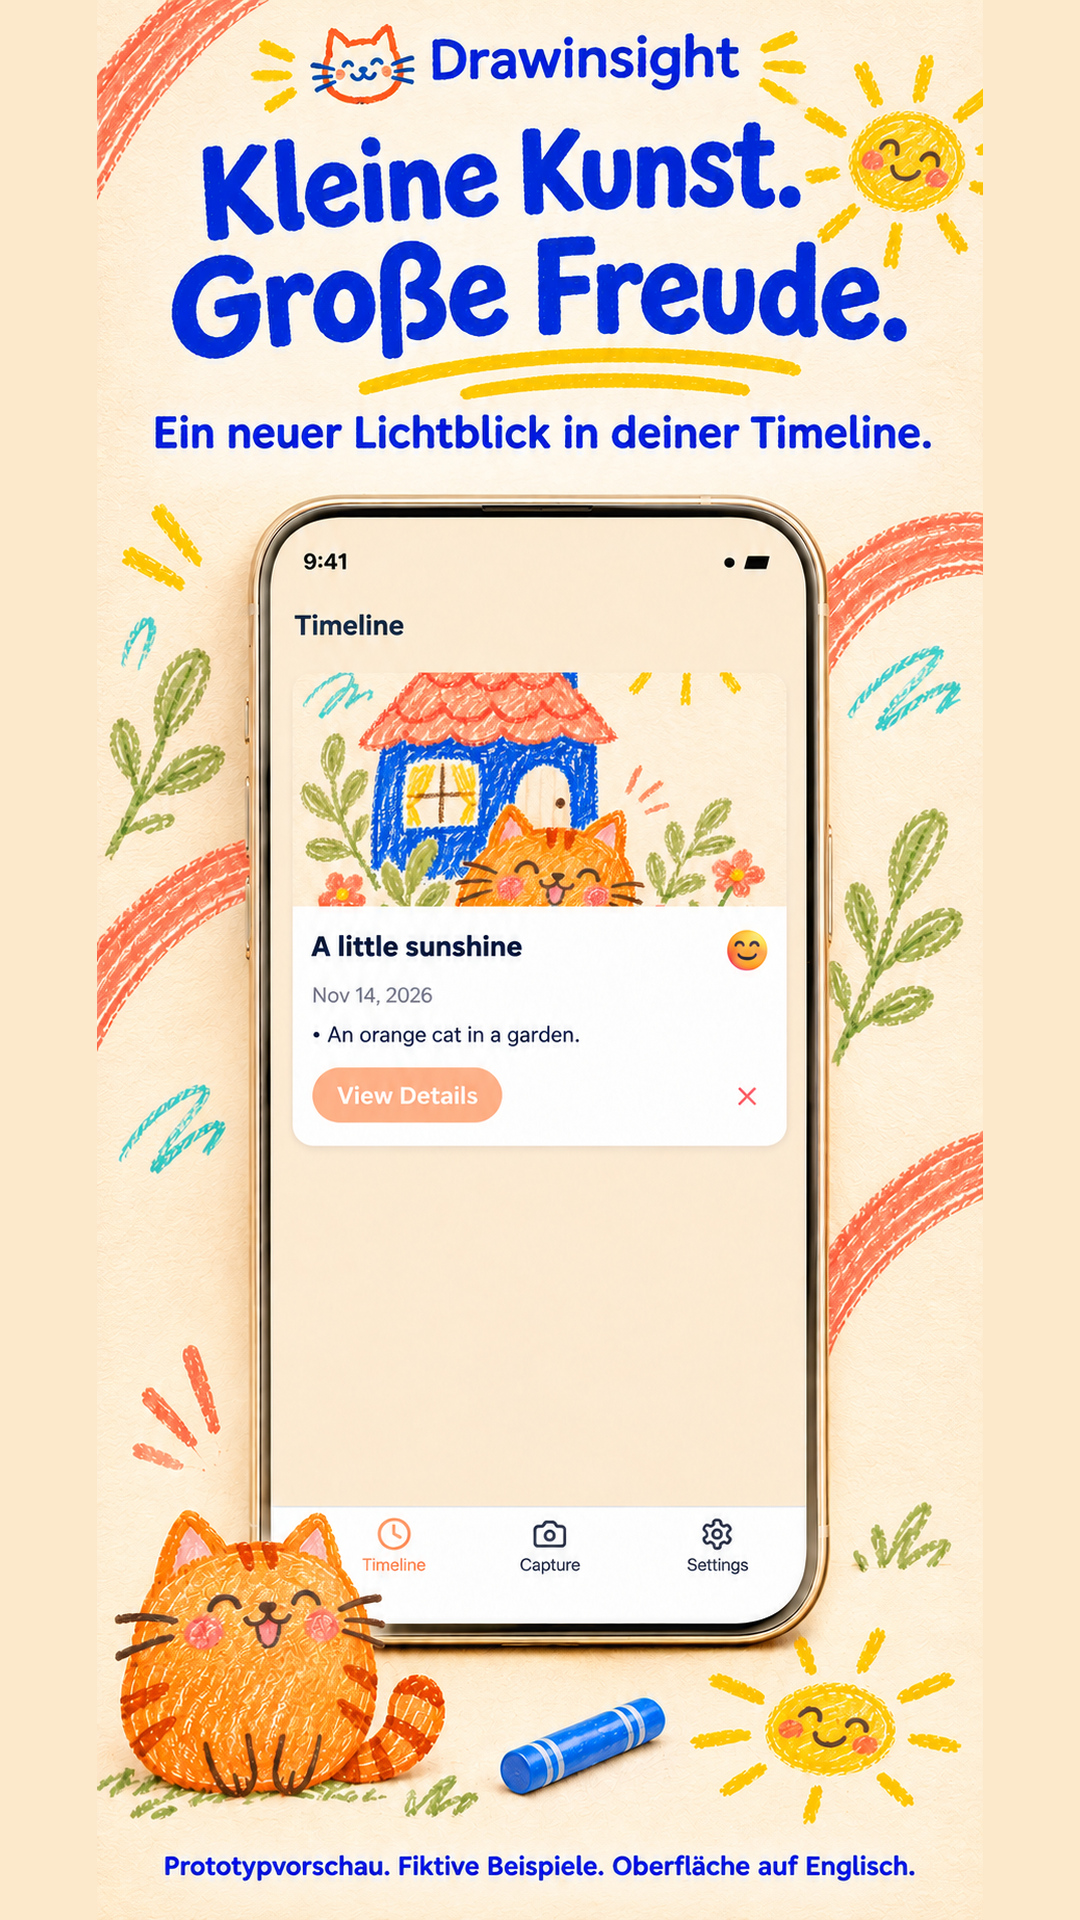 Drawinsight
Kleine Kunst.
Große Freude.
Ein neuer Lichtblick in deiner Timeline.
9:41
Timeline
A little sunshine
Nov 14, 2026
• An orange cat in a garden.
View Details
Timeline
Capture
Settings
Prototypvorschau. Fiktive Beispiele. Oberfläche auf Englisch.